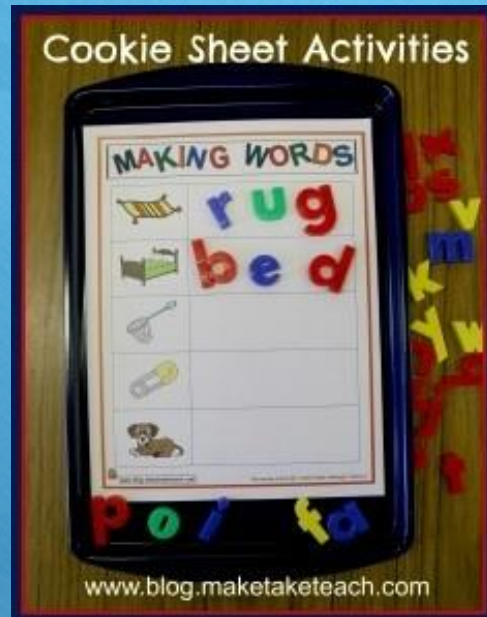 Cookie Sheet Activities
MAKING WORDS
rug
bed
p o i f a
x
s
v
m
k
y w
f
www.blog.maketaketeach.com